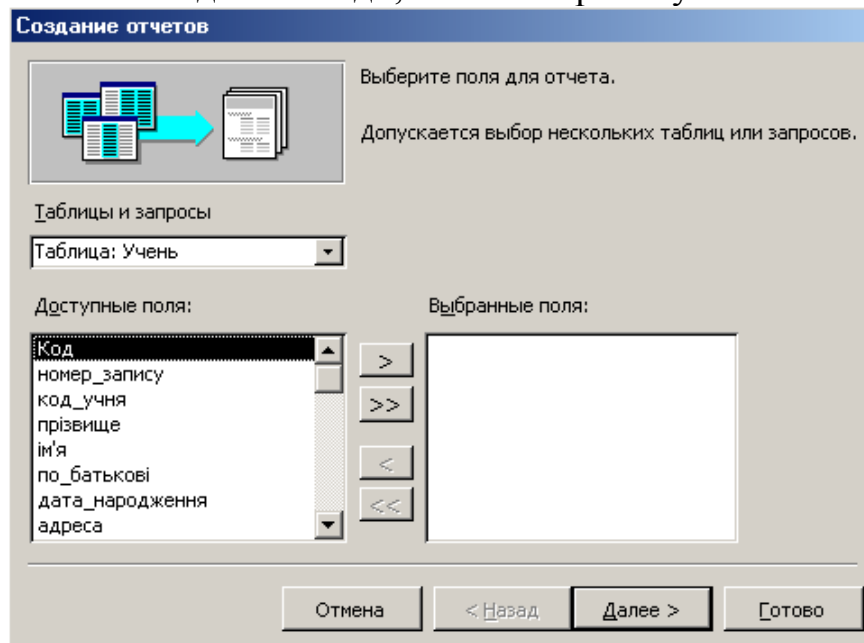 Создание отчетов
Выберите поля для отчета.
Допускается выбор нескольких таблиц или запросов.
Таблицы и запросы
Таблица: Учень
Доступные поля:
Выбранные поля:
Код
номер_запису
код_учня
прізвище
ім'я
по_батькові
дата_народження
адреса
>
>>
<
<<
Отмена
< Назад
Далее >
Готово